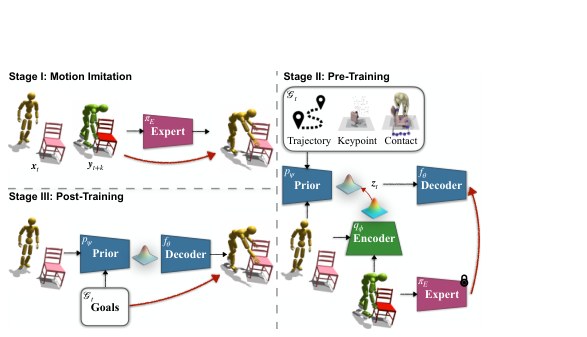 Stage I: Motion Imitation
π_E
Expert
x_t
y_{t+k}
Stage III: Post-Training
p_ψ
Prior
f_θ
Decoder
𝒢_t
Goals
Stage II: Pre-Training
𝒢_t
Trajectory Keypoint Contact
p_ψ
Prior
z_t
f_θ
Decoder
q_ϕ
Encoder
π_E
Expert